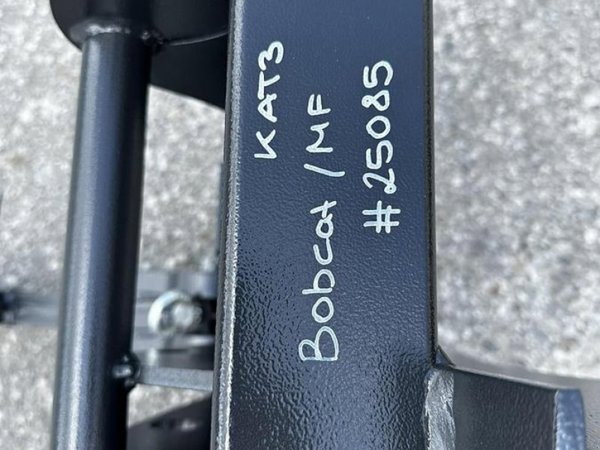 KAT3
Bobcat / MF
#25085